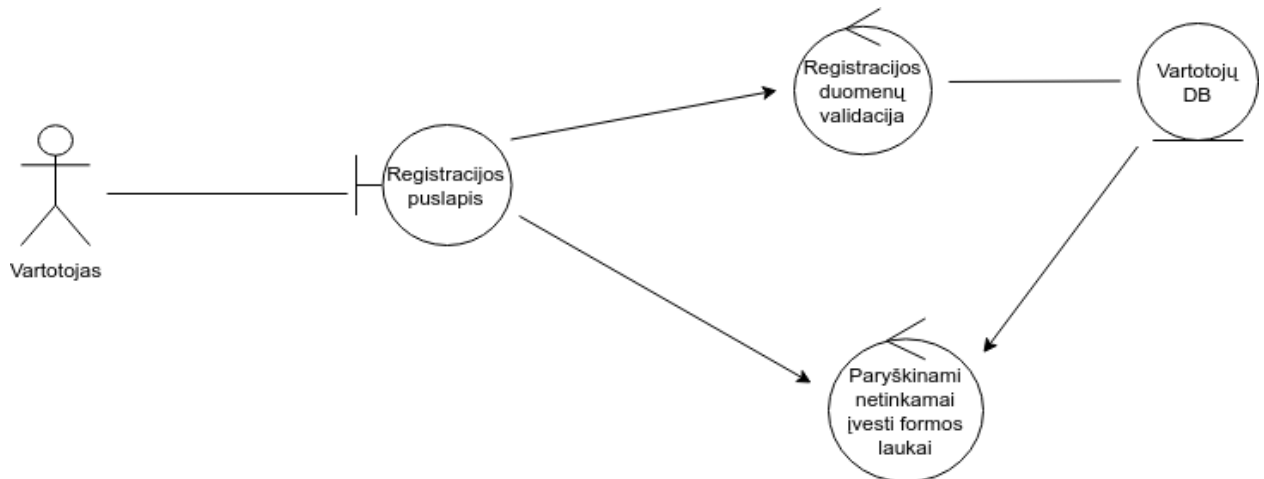 Registracijos
duomenų
validacija
Vartotojų
DB
Registracijos
puslapis
Vartotojas
Paryškinami
netinkamai
įvesti formos
laukai